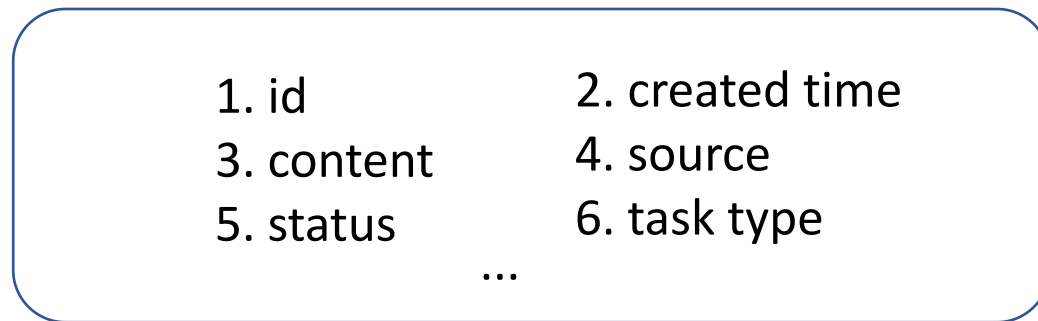 1. id 2. created time
3. content 4. source
5. status 6. task type
...